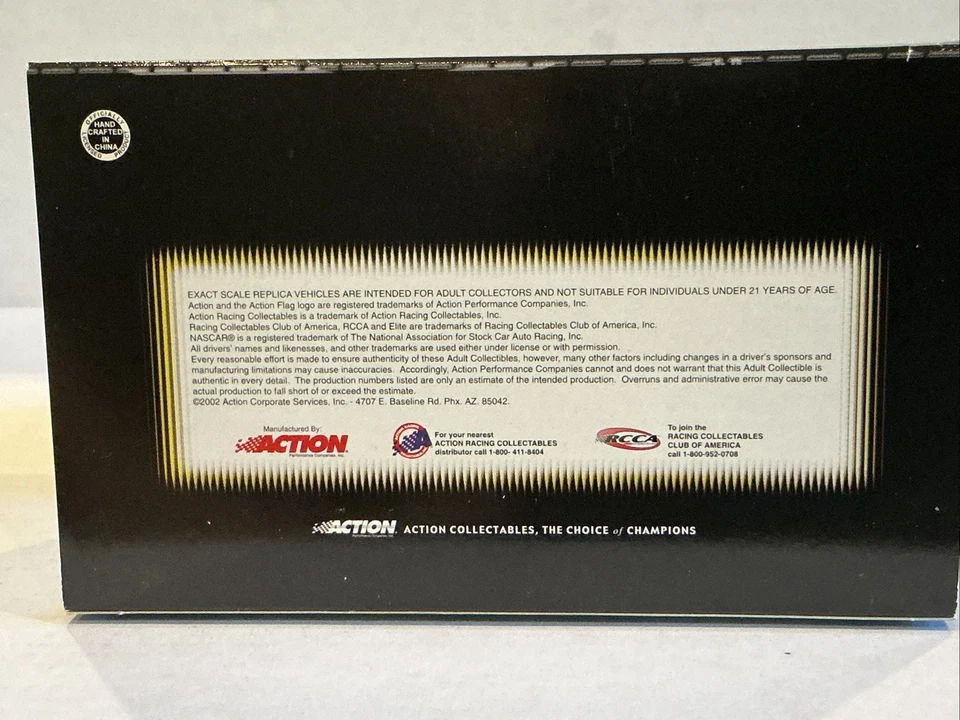 OFFICIALLY
HAND
CRAFTED
IN
CHINA
LICENSED PRODUCT
EXACT SCALE REPLICA VEHICLES ARE INTENDED FOR ADULT COLLECTORS AND NOT SUITABLE FOR INDIVIDUALS UNDER 21 YEARS OF AGE.
Action and the Action Flag logo are registered trademarks of Action Performance Companies, Inc.
Action Racing Collectables is a trademark of Action Racing Collectables, Inc.
Racing Collectables Club of America, RCCA and Elite are trademarks of Racing Collectables Club of America, Inc.
NASCAR® is a registered trademark of The National Association for Stock Car Auto Racing, Inc.
All drivers' names and likenesses, and other trademarks are used either under license or with permission.
Every reasonable effort is made to ensure authenticity of these Adult Collectibles, however, many other factors including changes in a driver's sponsors and
manufacturing limitations may cause inaccuracies. Accordingly, Action Performance Companies cannot and does not warrant that this Adult Collectible is
authentic in every detail. The production numbers listed are only an estimate of the intended production. Overruns and administrative error may cause the
actual production to fall short of or exceed the estimate.
©2002 Action Corporate Services, Inc. - 4707 E. Baseline Rd. Phx. AZ. 85042.
Manufactured By:
ACTION
Performance Companies, Inc.
For your nearest
ACTION RACING COLLECTABLES
distributor call 1-800- 411-8404
RCCA
To join the
RACING COLLECTABLES
CLUB OF AMERICA
call 1-800-952-0708
ACTION ACTION COLLECTABLES, THE CHOICE of CHAMPIONS
Performance Companies, Inc.